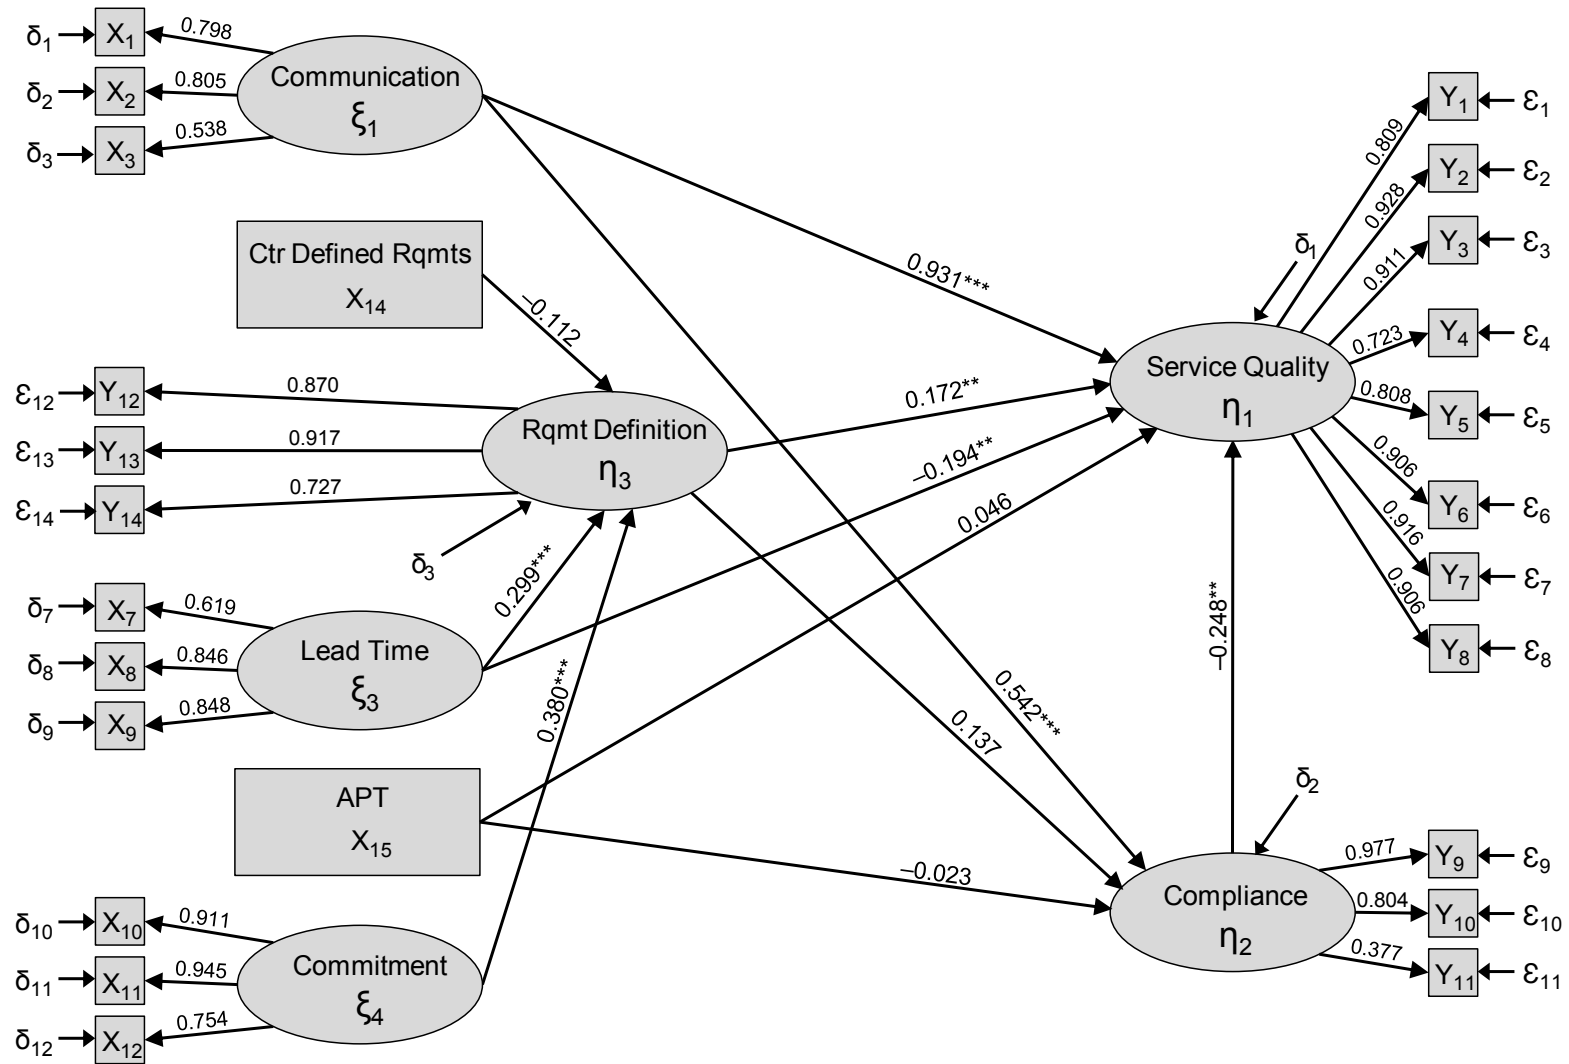 δ1 X1 0.798
δ2 X2 0.805
δ3 X3 0.538
Communication
ξ1
Ctr Defined Rqmts
X14
–0.112
ε12 Y12 0.870
ε13 Y13 0.917
ε14 Y14 0.727
Rqmt Definition
η3
δ3
δ7 X7 0.619
δ8 X8 0.846
δ9 X9 0.848
Lead Time
ξ3
0.299***
0.380***
APT
X15
δ10 X10 0.911
δ11 X11 0.945
δ12 X12 0.754
Commitment
ξ4
0.931***
0.172**
–0.194**
0.046
0.542***
0.137
–0.023
–0.248**
δ1
Service Quality
η1
0.809 Y1 ε1
0.928 Y2 ε2
0.911 Y3 ε3
0.723 Y4 ε4
0.808 Y5 ε5
0.906 Y6 ε6
0.916 Y7 ε7
0.906 Y8 ε8
δ2
Compliance
η2
0.977 Y9 ε9
0.804 Y10 ε10
0.377 Y11 ε11